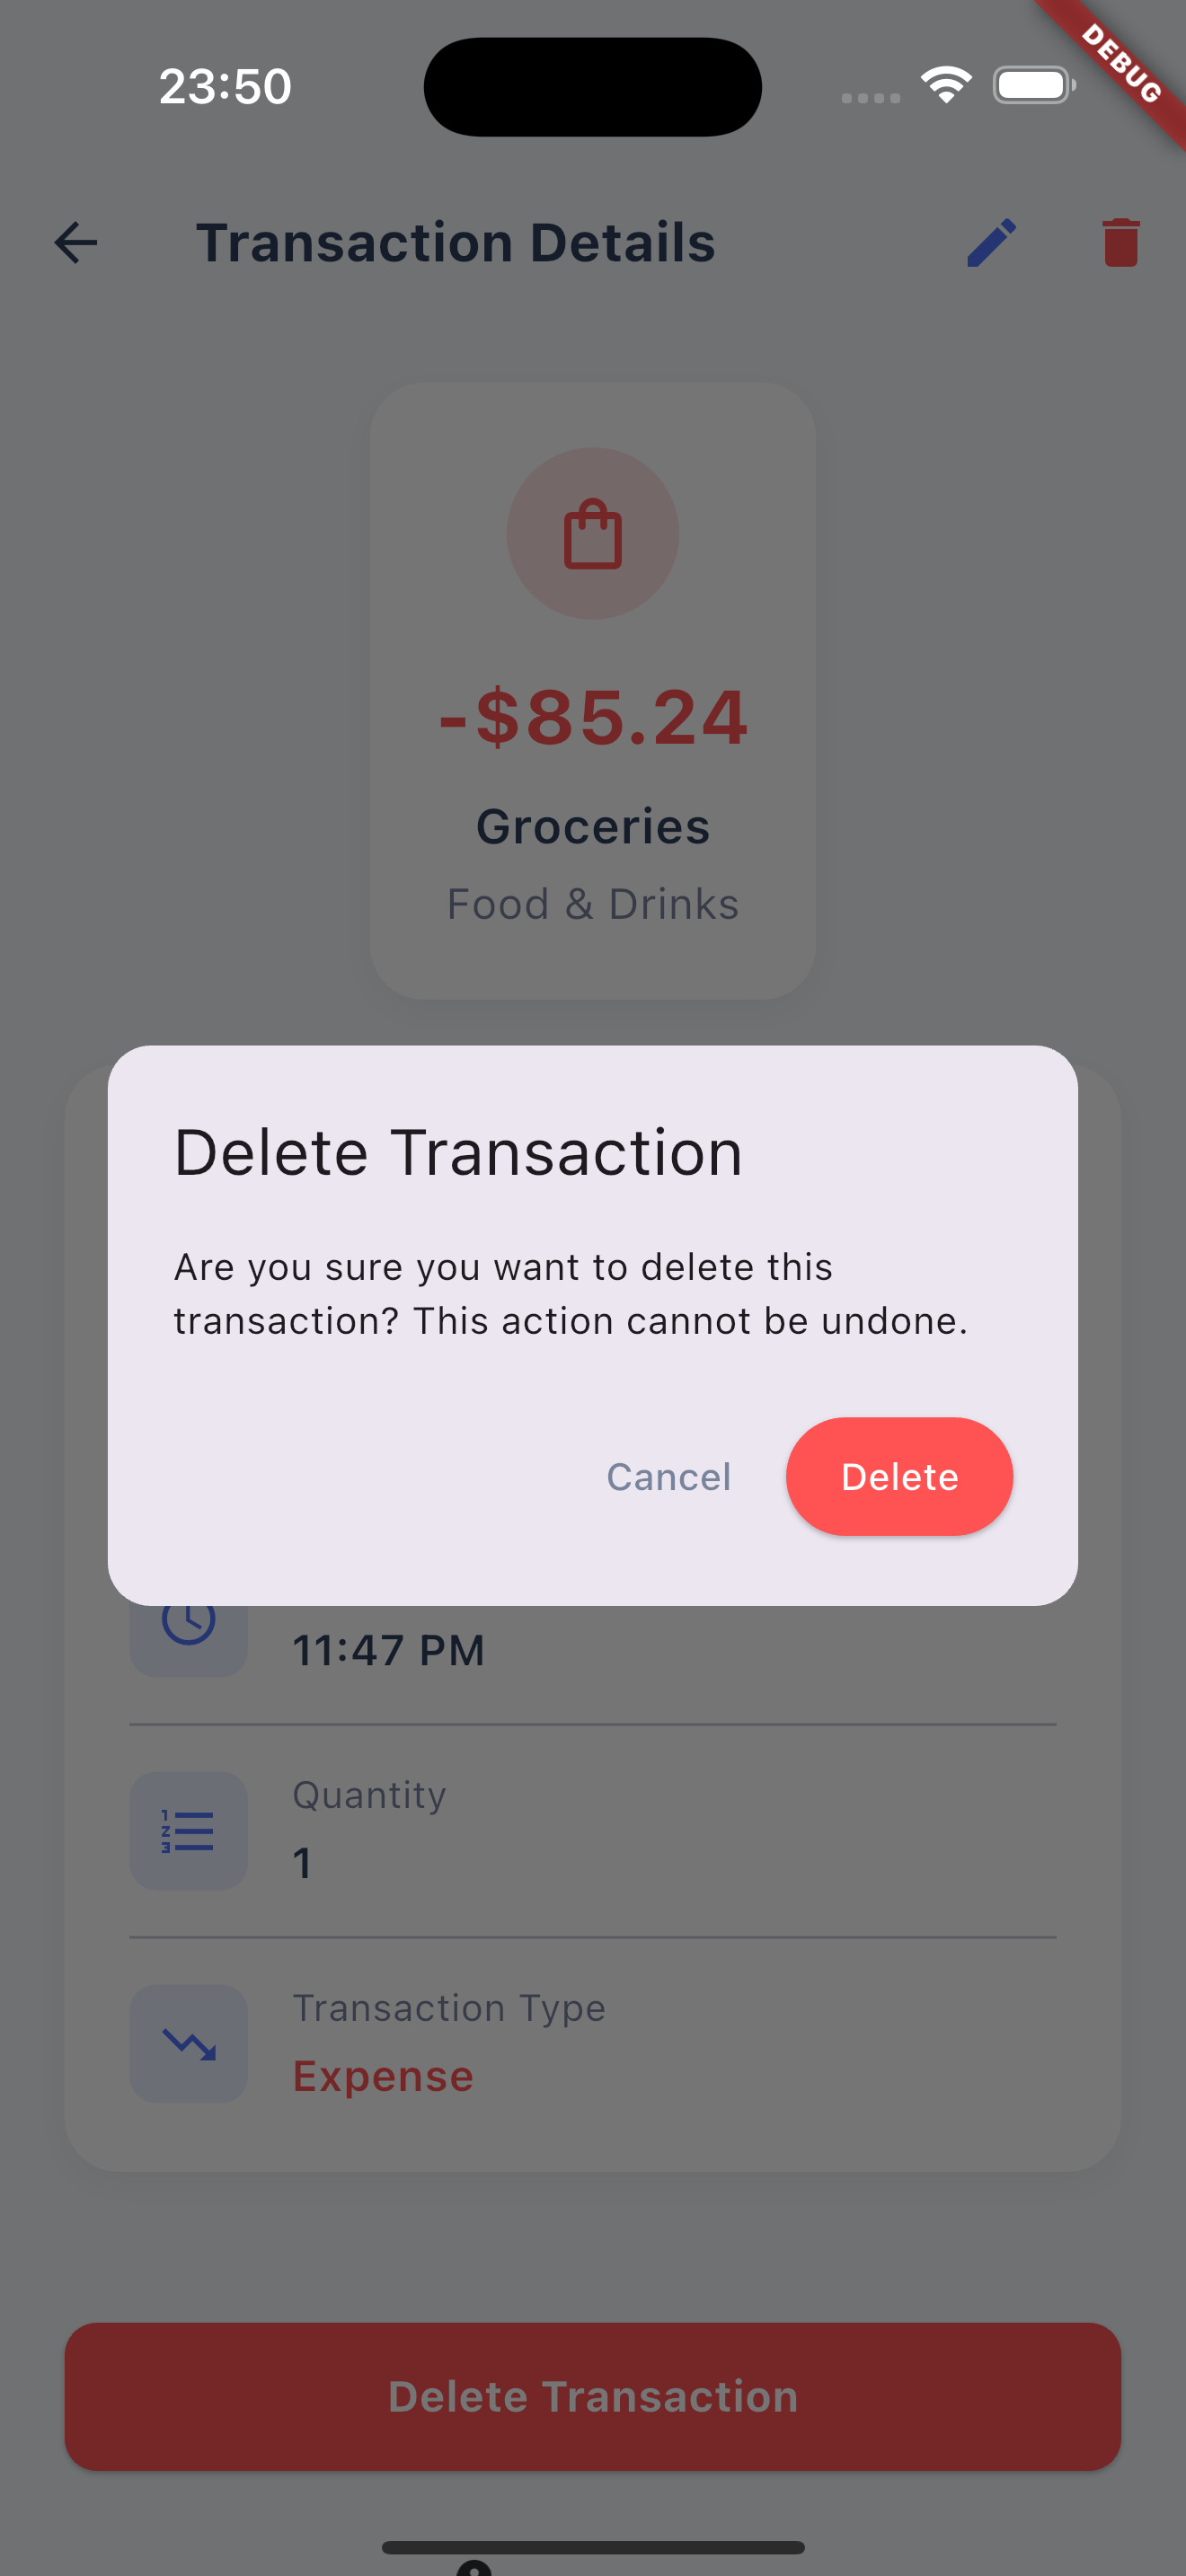 23:50
DEBUG
Transaction Details
-$85.24
Groceries
Food & Drinks
Delete Transaction
Are you sure you want to delete this
transaction? This action cannot be undone.
Cancel
Delete
11:47 PM
Quantity
1
Transaction Type
Expense
Delete Transaction